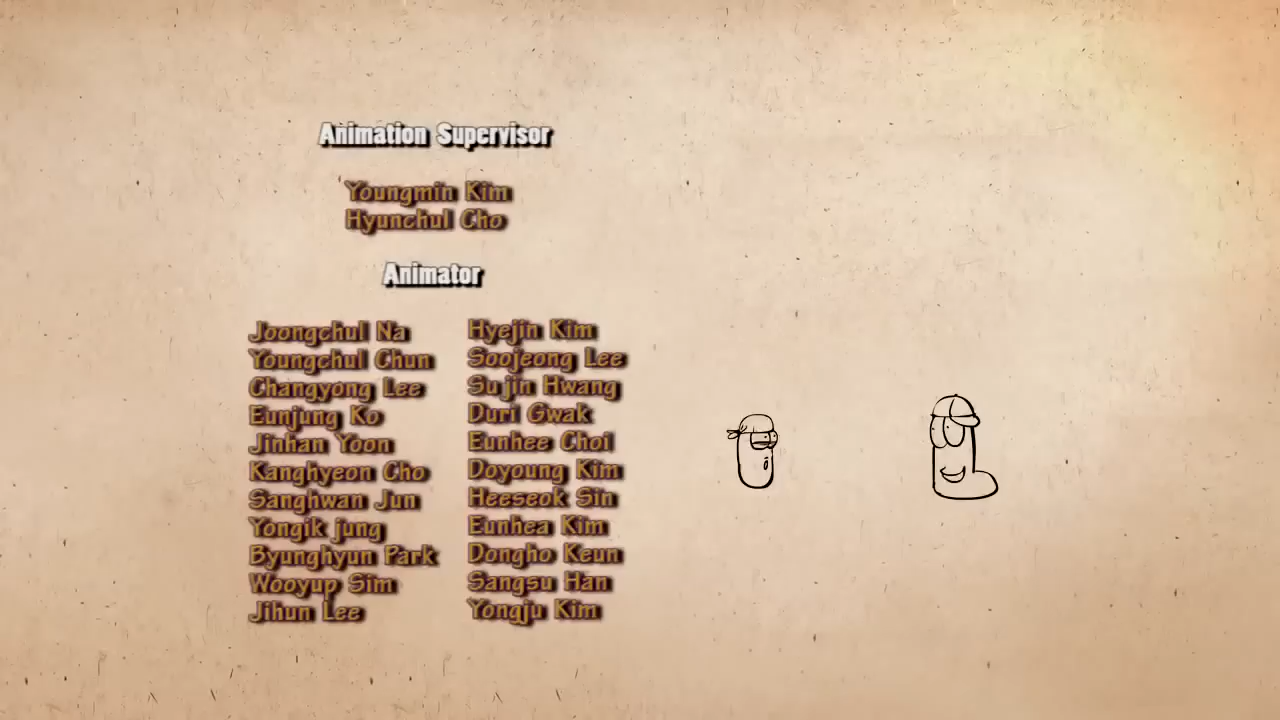 Animation Supervisor
Youngmin Kim
Hyunchul Cho
Animator
Joongchul Na
Youngchul Chun
Changyong Lee
Eunjung Ko
Jinhan Yoon
Kanghyeon Cho
Sanghwan Jun
Yongik jung
Byunghyun Park
Wooyup Sim
Jihun Lee
Hyejin Kim
Soojeong Lee
Sujin Hwang
Duri Gwak
Eunhee Choi
Doyoung Kim
Heeseok Sin
Eunhea Kim
Dongho Keun
Sangsu Han
Yongju Kim